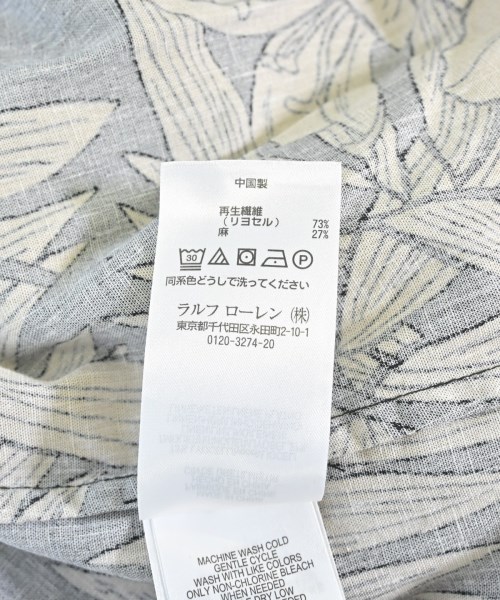 中国製
再生繊維
（リヨセル） 73%
麻 27%
30 P
同系色どうしで洗ってください
ラルフ ローレン（株）
東京都千代田区永田町2-10-1
0120-3274-20
MACHINE WASH COLD
GENTLE CYCLE
WASH WITH LIKE COLORS
ONLY NON-CHLORINE BLEACH
WHEN NEEDED
DRY LOW